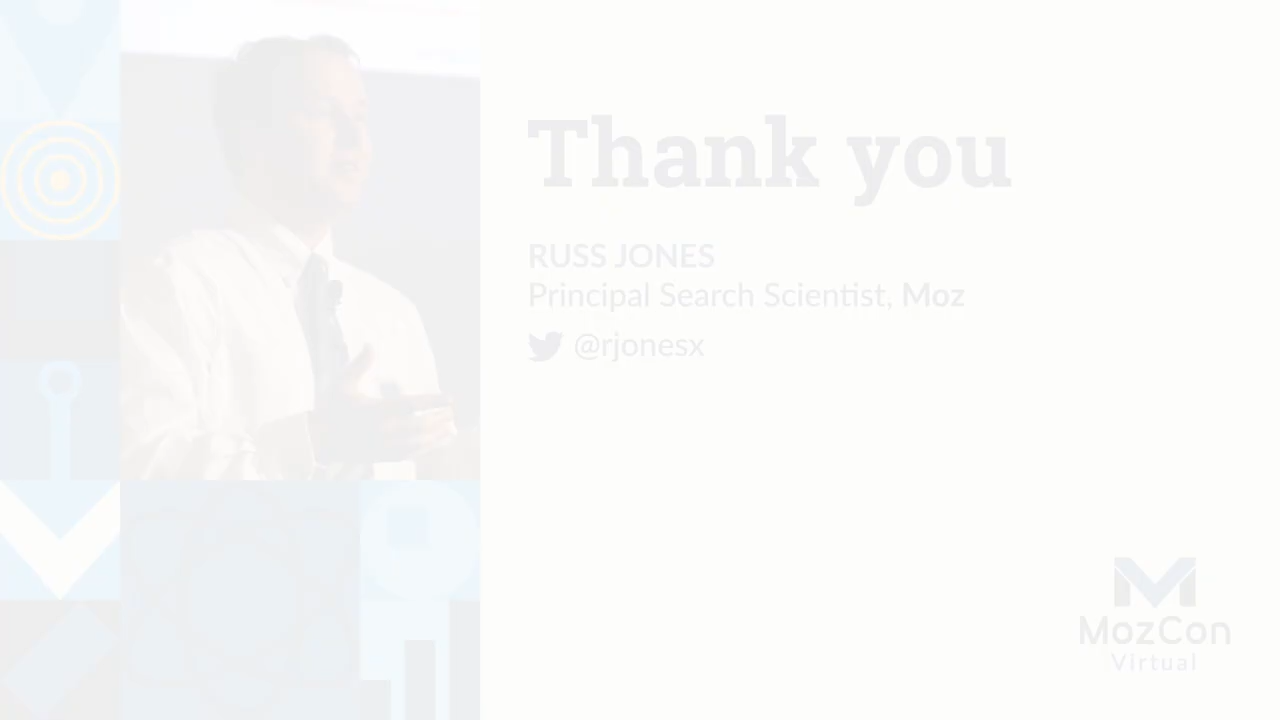 Thank you
RUSS JONES
Principal Search Scientist, Moz
@rjonesx
MozCon
Virtual